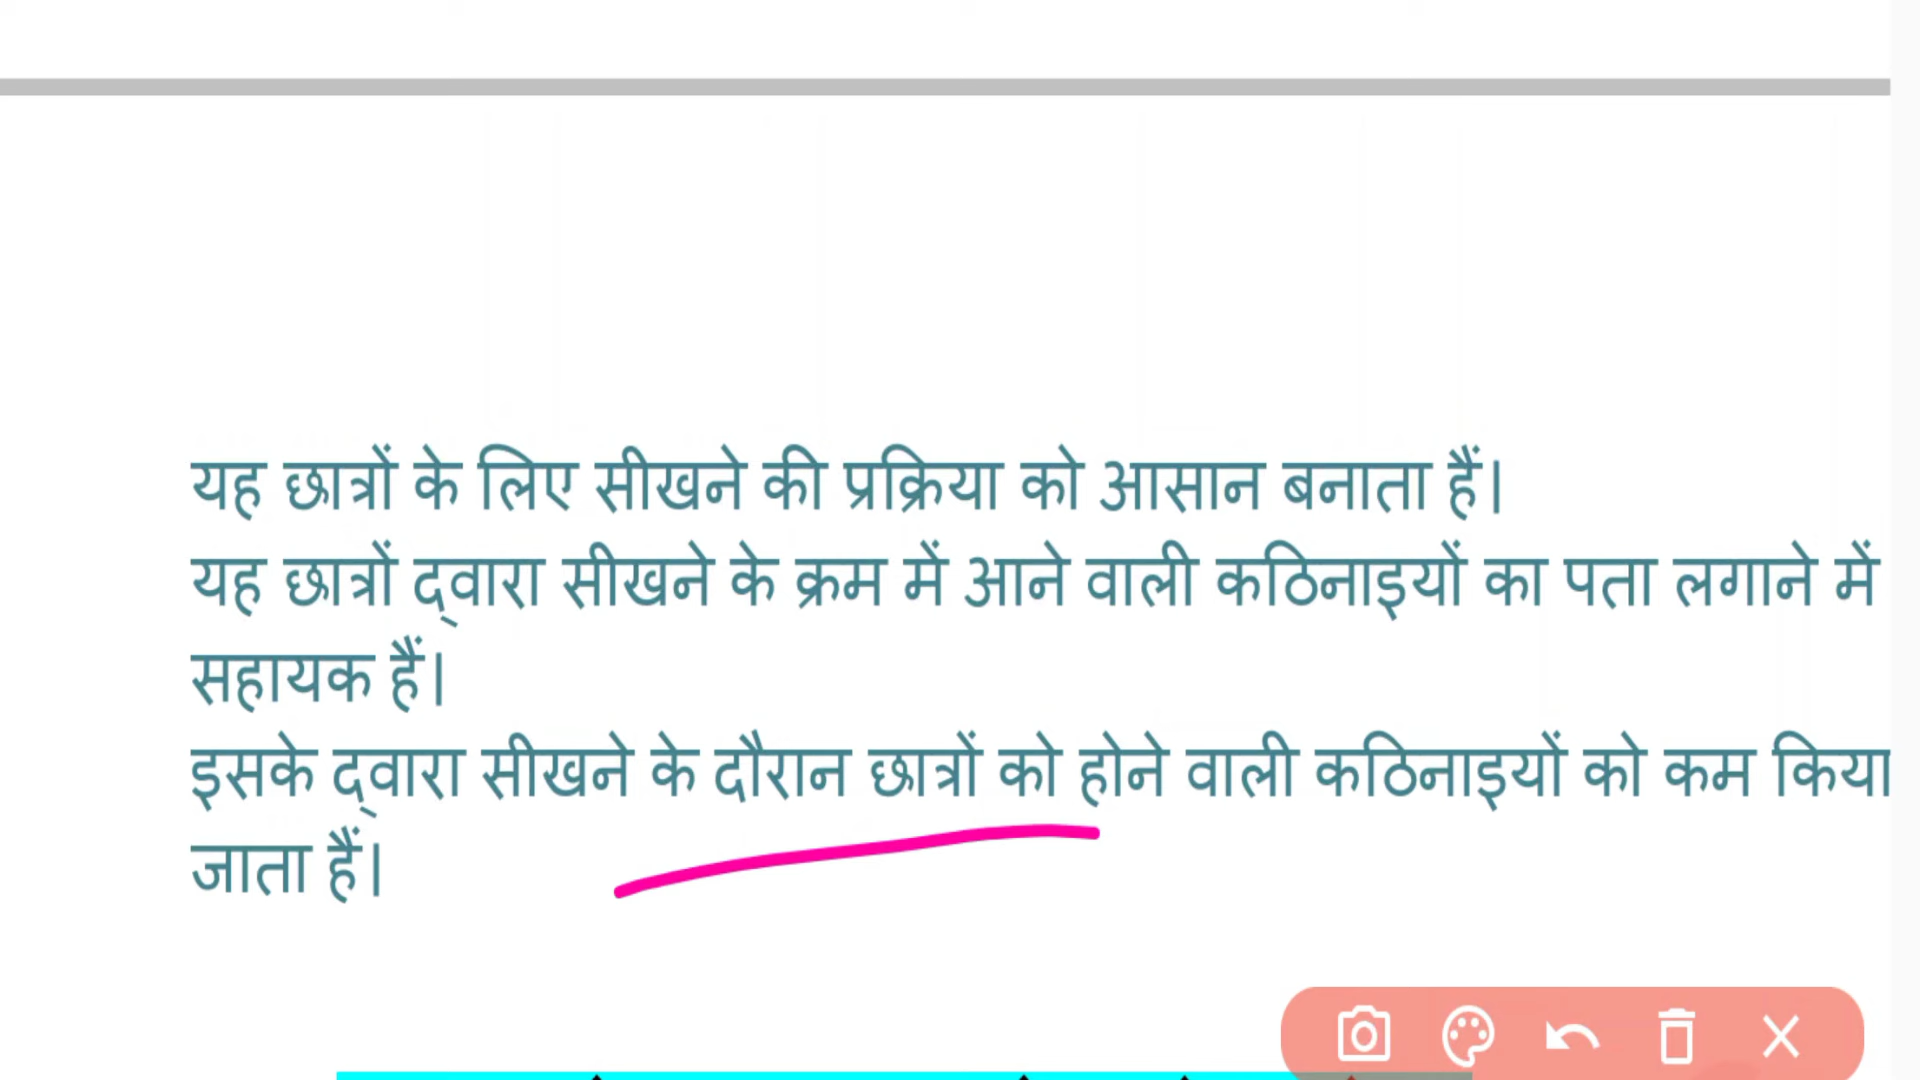 यह छात्रों के लिए सीखने की प्रक्रिया को आसान बनाता हैं।
यह छात्रों द्वारा सीखने के क्रम में आने वाली कठिनाइयों का पता लगाने में
सहायक हैं।
इसके द्वारा सीखने के दौरान छात्रों को होने वाली कठिनाइयों को कम किया
जाता हैं।